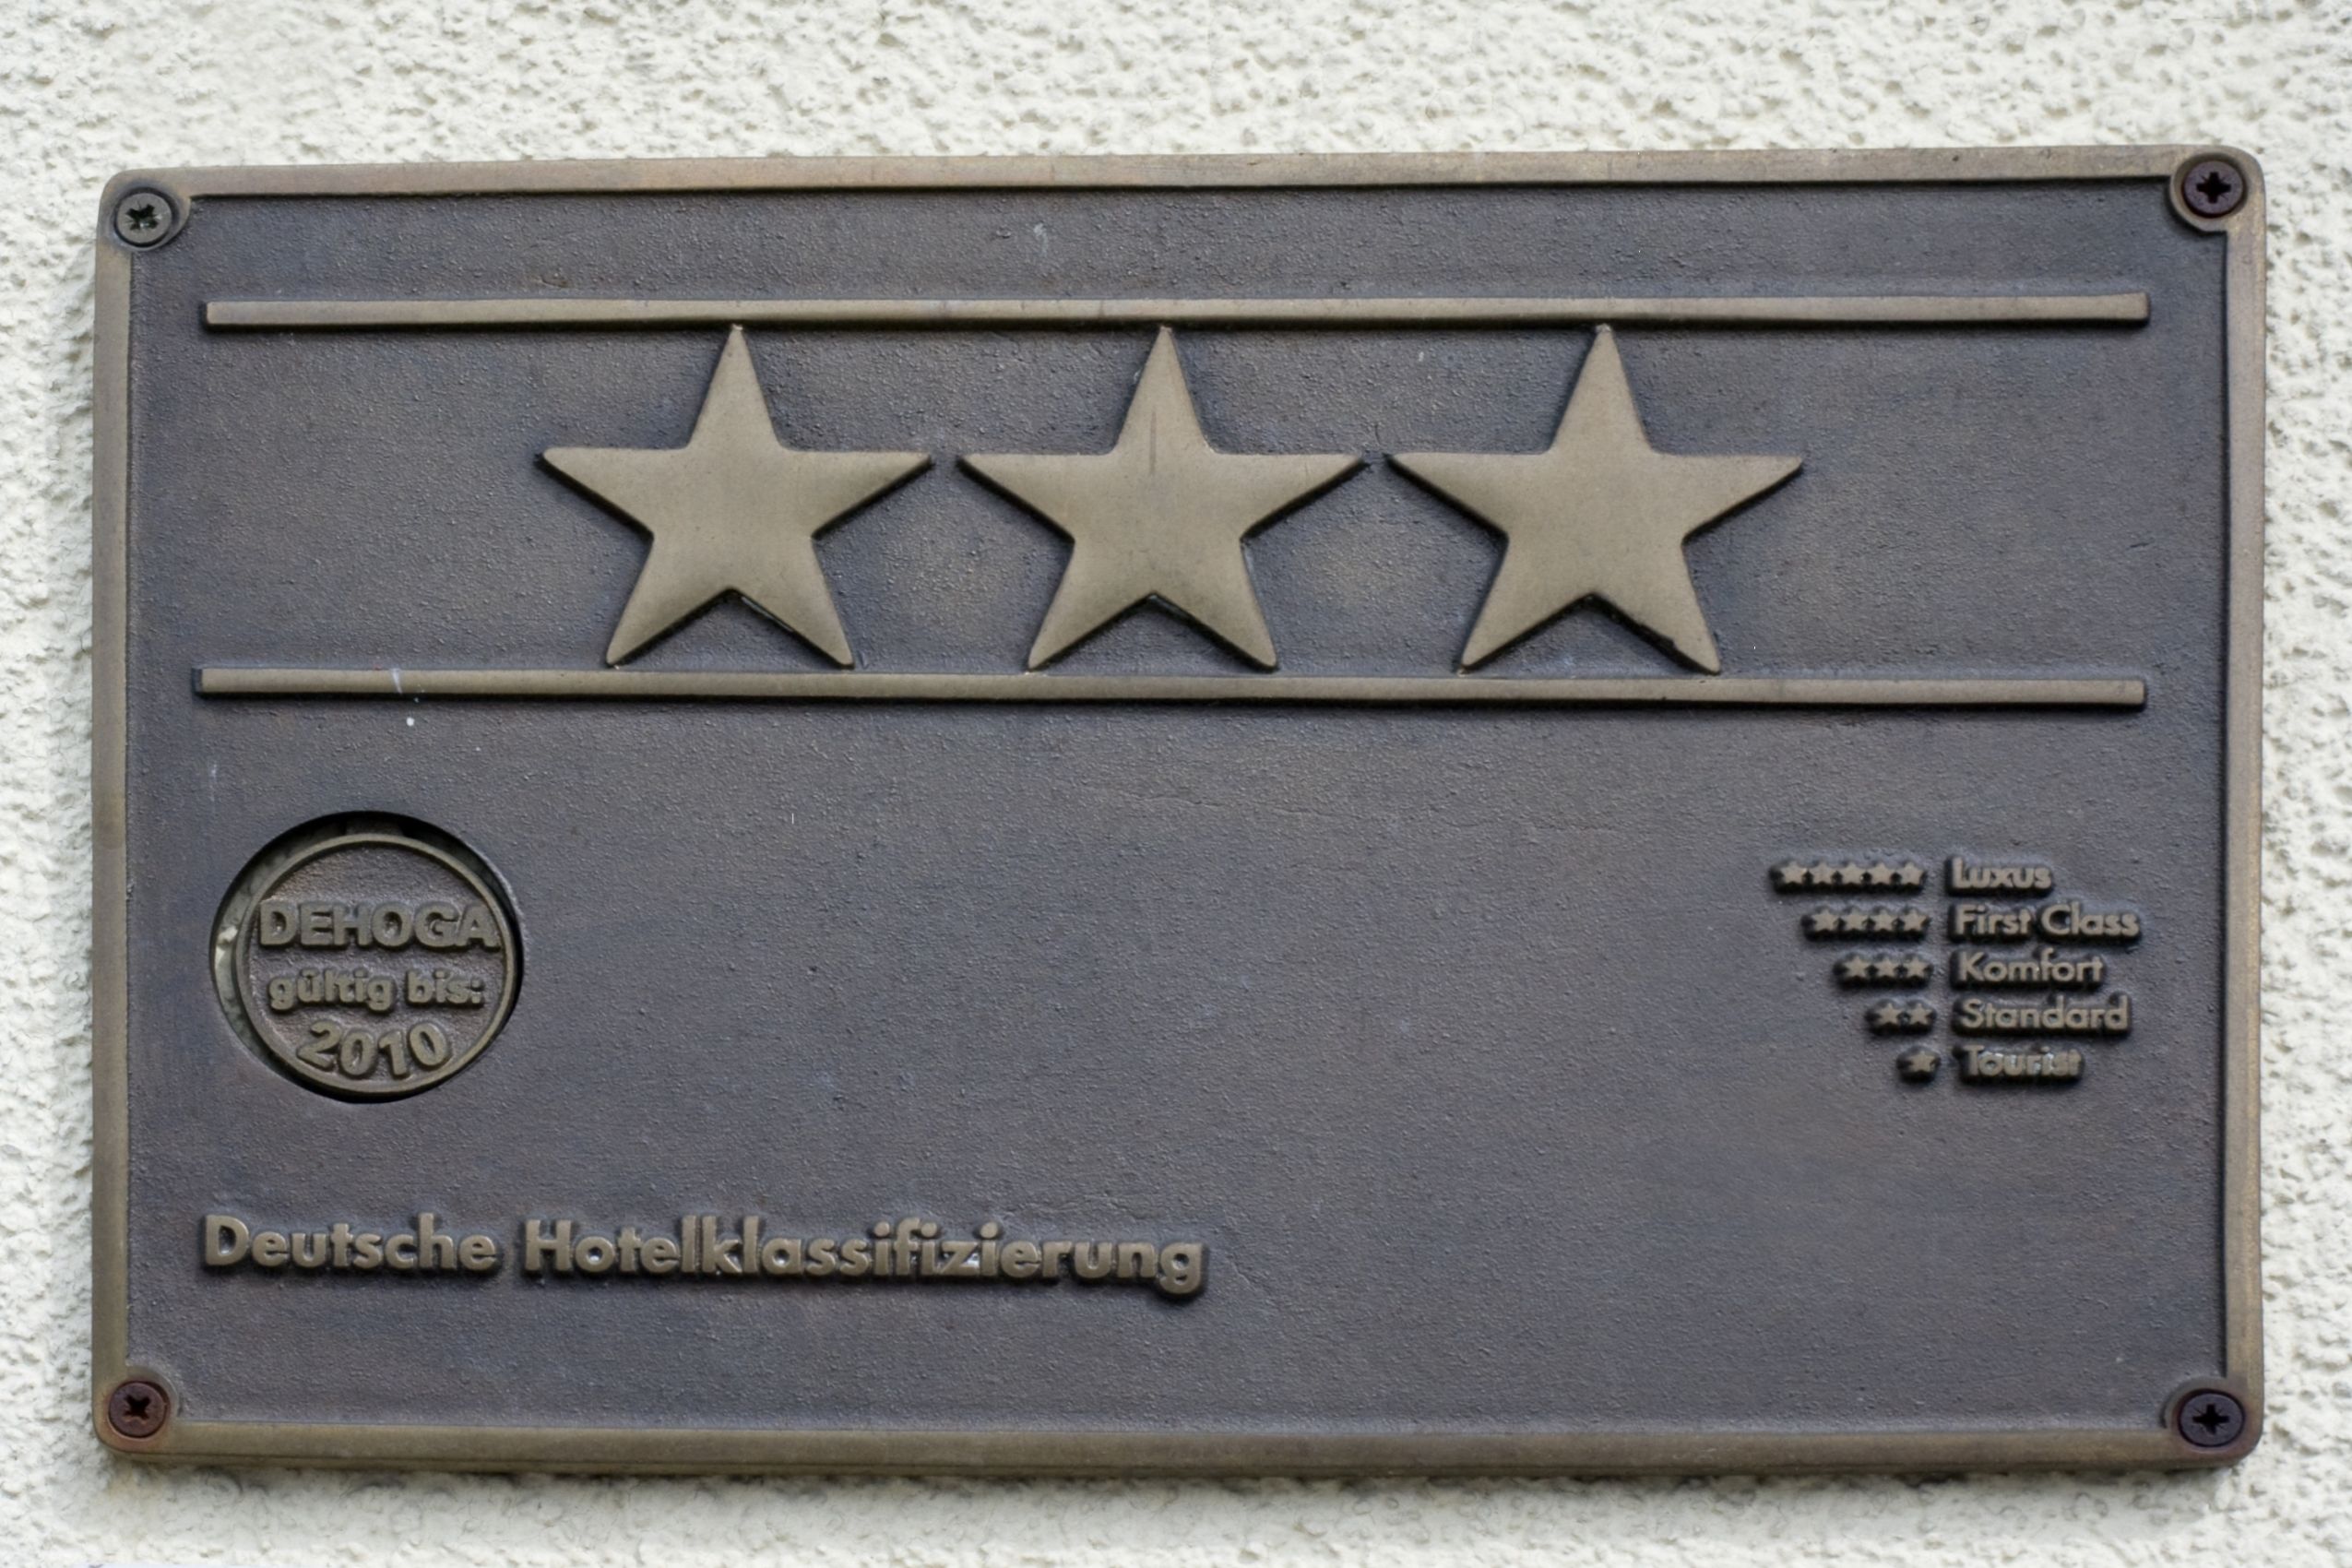 DEHOGA
gültig bis:
2010
★★★★★ Luxus
★★★★ First Class
★★★ Komfort
★★ Standard
★ Tourist
Deutsche Hotelklassifizierung